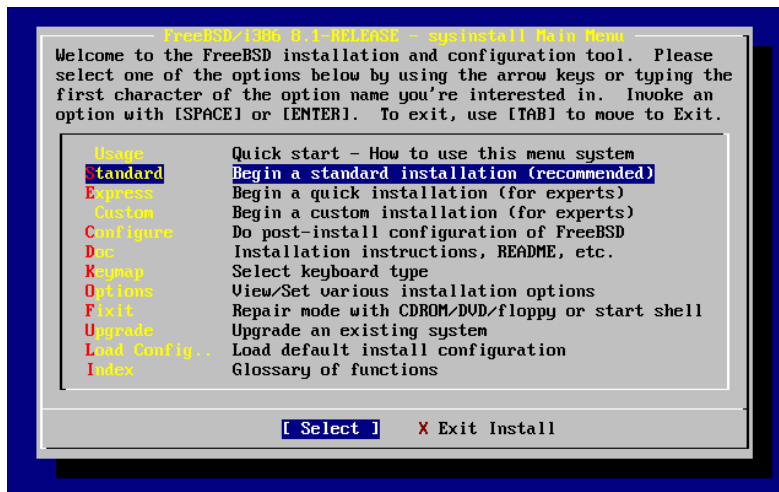 FreeBSD/i386 8.1-RELEASE - sysinstall Main Menu
Welcome to the FreeBSD installation and configuration tool.  Please
select one of the options below by using the arrow keys or typing the
first character of the option name you're interested in.  Invoke an
option with [SPACE] or [ENTER].  To exit, use [TAB] to move to Exit.
Usage Quick start - How to use this menu system
Standard Begin a standard installation (recommended)
Express Begin a quick installation (for experts)
Custom Begin a custom installation (for experts)
Configure Do post-install configuration of FreeBSD
Doc Installation instructions, README, etc.
Keymap Select keyboard type
Options View/Set various installation options
Fixit Repair mode with CDROM/DVD/floppy or start shell
Upgrade Upgrade an existing system
Load Config.. Load default install configuration
Index Glossary of functions
[ Select ] X Exit Install